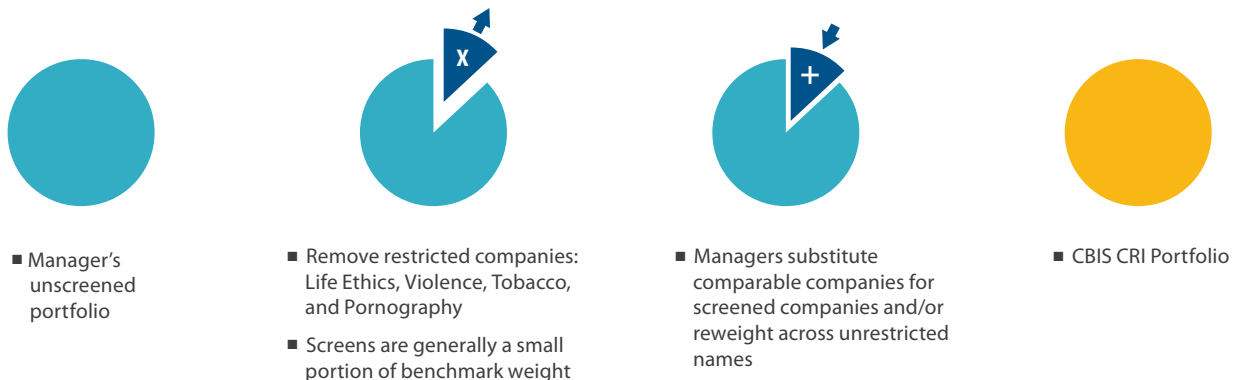 X
+
■ Manager's
unscreened
portfolio
■ Remove restricted companies:
Life Ethics, Violence, Tobacco,
and Pornography
■ Screens are generally a small
portion of benchmark weight
■ Managers substitute
comparable companies for
screened companies and/or
reweight across unrestricted
names
■ CBIS CRI Portfolio